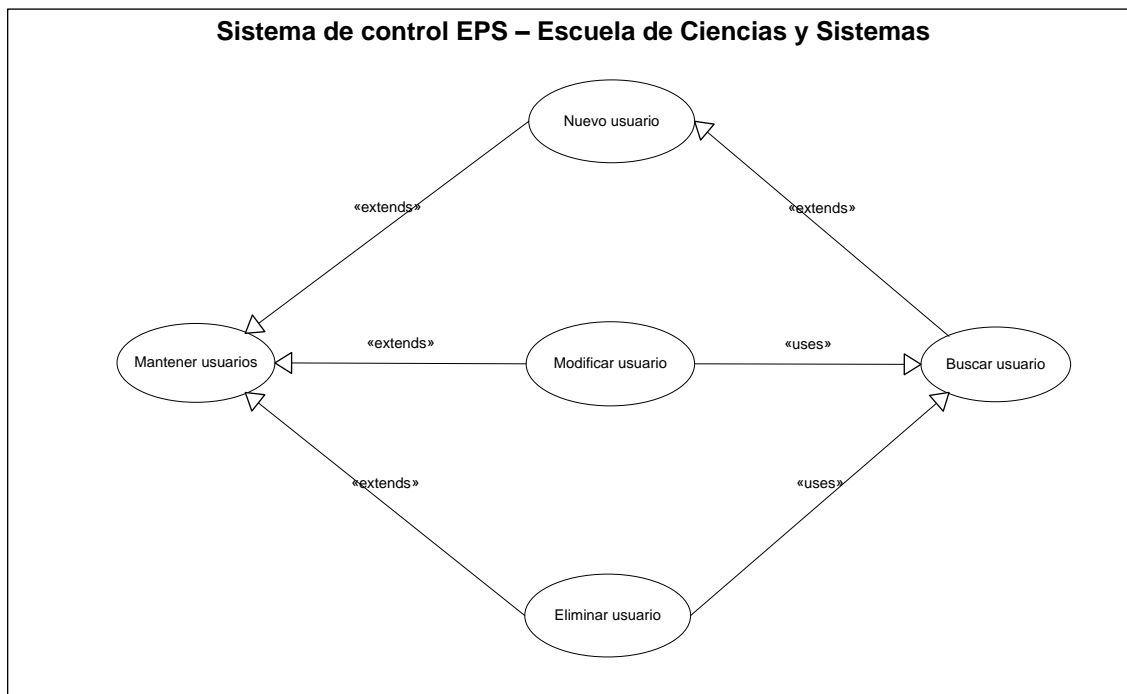 Sistema de control EPS – Escuela de Ciencias y Sistemas
Nuevo usuario
«extends»
«extends»
Mantener usuarios
«extends»
Modificar usuario
«uses»
Buscar usuario
«extends»
«uses»
Eliminar usuario